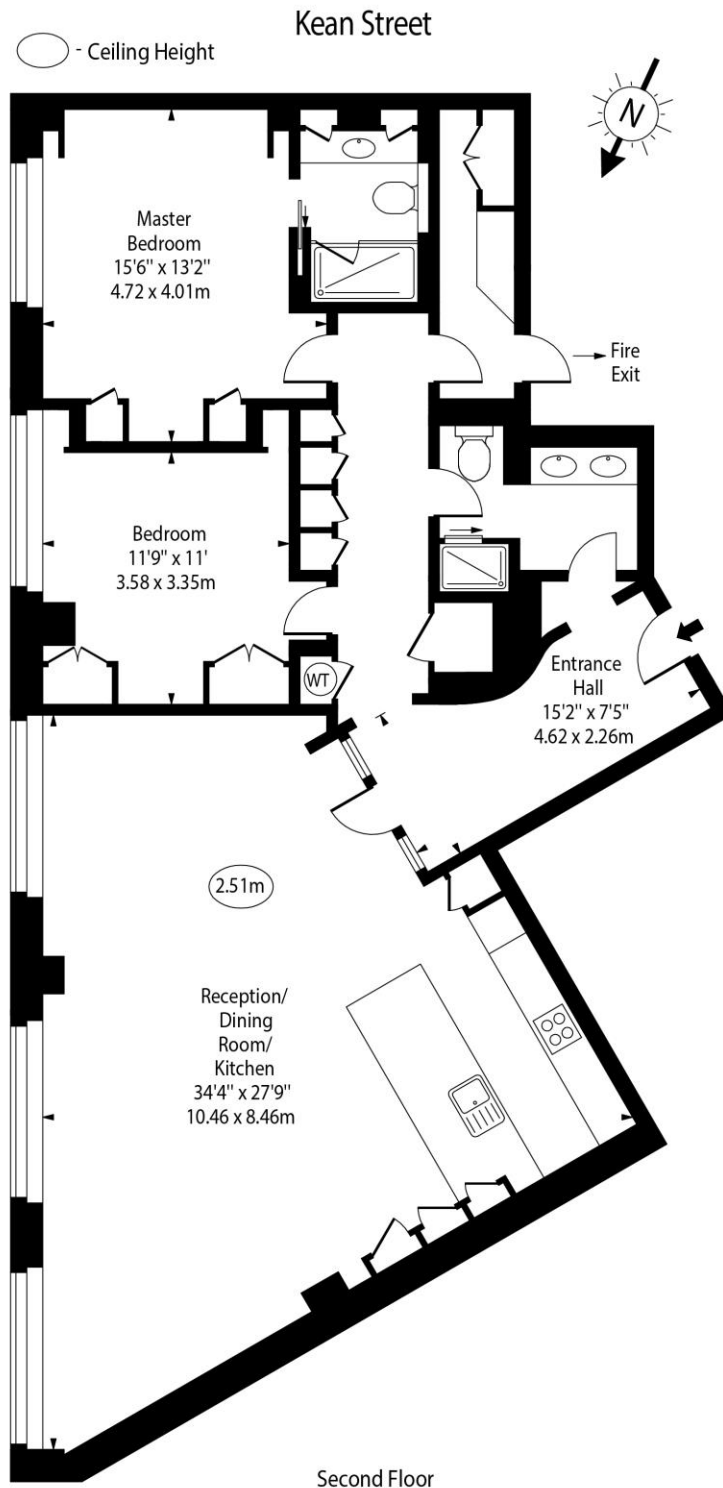 Kean Street
- Ceiling Height
N
Master
Bedroom
15'6" x 13'2"
4.72 x 4.01m
Fire
Exit
Bedroom
11'9" x 11'
3.58 x 3.35m
WT
Entrance
Hall
15'2" x 7'5"
4.62 x 2.26m
2.51m
Reception/
Dining
Room/
Kitchen
34'4" x 27'9"
10.46 x 8.46m
Second Floor